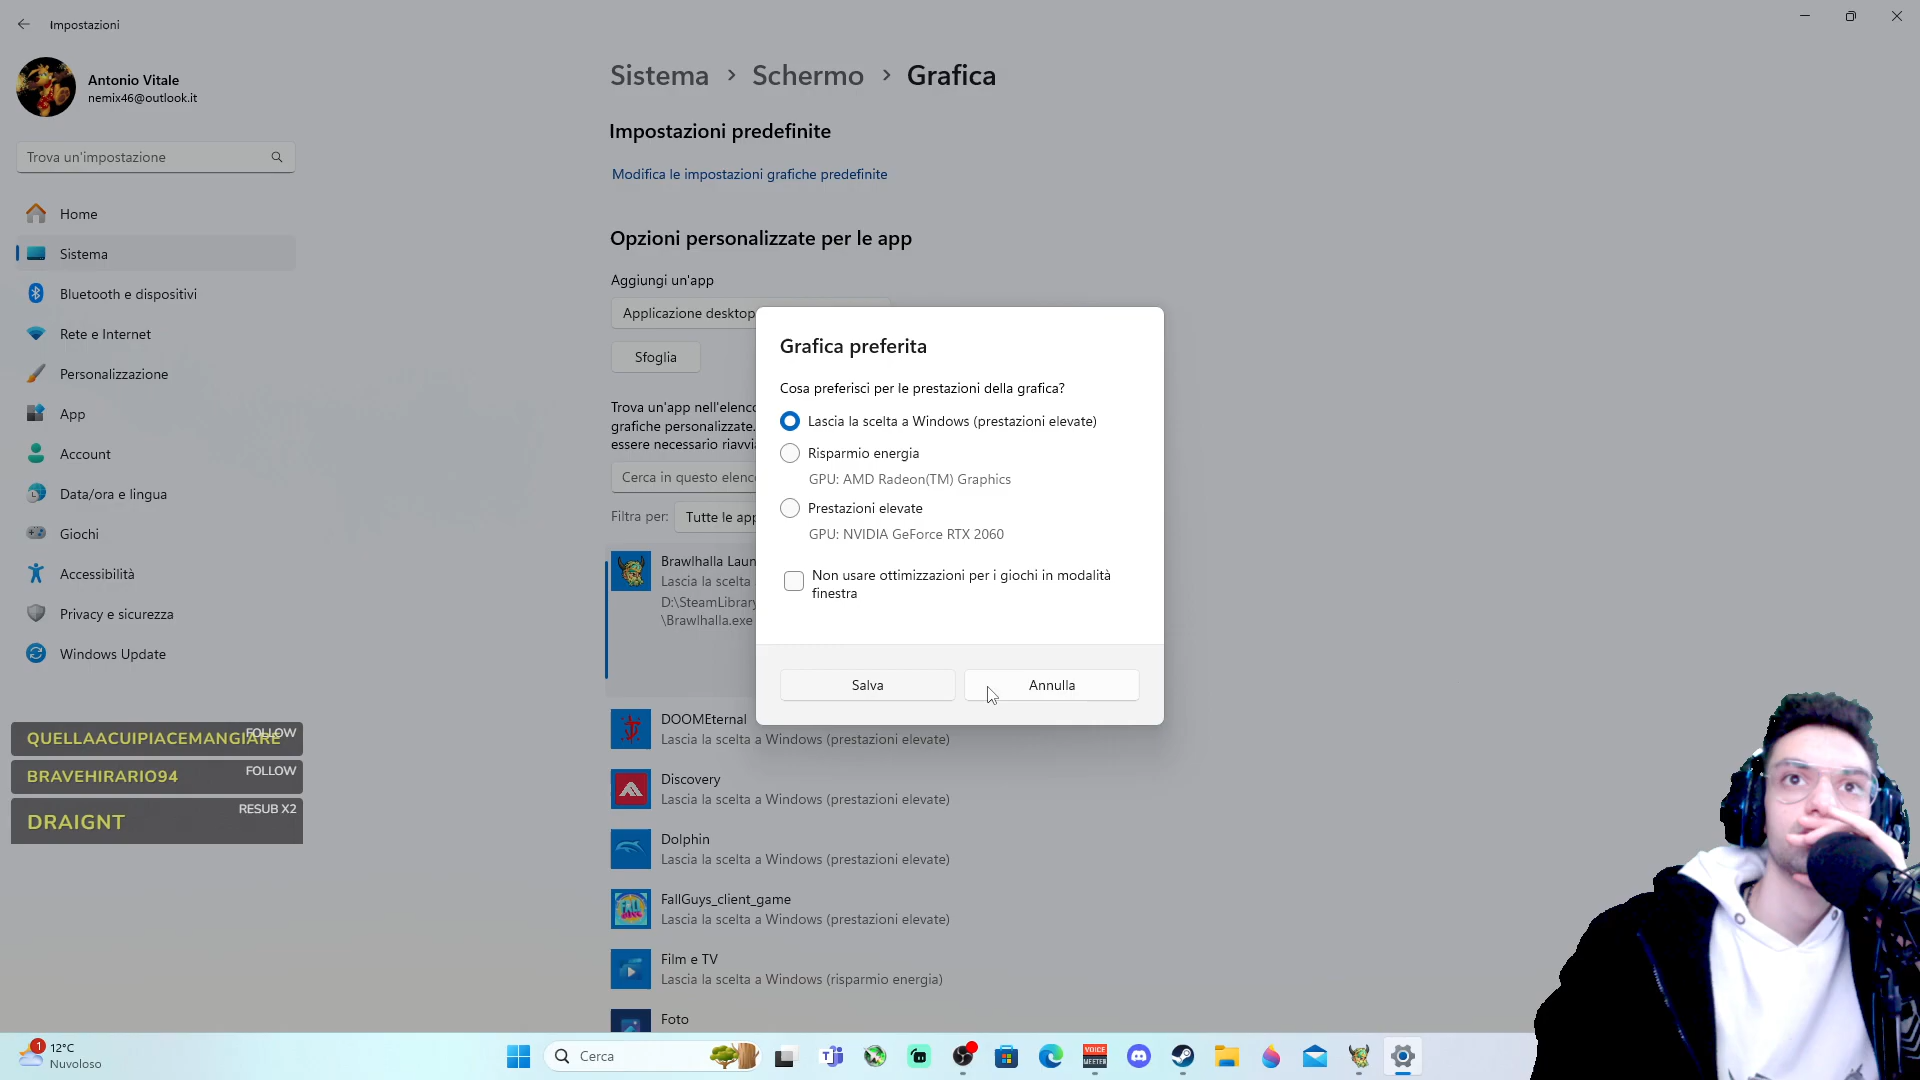 Impostazioni
Antonio Vitale
nemix46@outlook.it
Trova un'impostazione
Home
Sistema
Bluetooth e dispositivi
Rete e Internet
Personalizzazione
App
Account
Data/ora e lingua
Giochi
Accessibilità
Privacy e sicurezza
Windows Update
QUELLAACUIPIACEMANGIARE FOLLOW
BRAVEHIRARIO94 FOLLOW
DRAIGNT RESUB X2
Sistema > Schermo > Grafica
Impostazioni predefinite
Modifica le impostazioni grafiche predefinite
Opzioni personalizzate per le app
Aggiungi un'app
Applicazione desktop
Sfoglia
Trova un'app nell'elenco
grafiche personalizzate.
essere necessario riavvia
Cerca in questo elenco
Filtra per: Tutte le app
Brawlhalla Laun
Lascia la scelta
D:\SteamLibrary
\Brawlhalla.exe
DOOMEternal
Lascia la scelta a Windows (prestazioni elevate)
Discovery
Lascia la scelta a Windows (prestazioni elevate)
Dolphin
Lascia la scelta a Windows (prestazioni elevate)
FallGuys_client_game
Lascia la scelta a Windows (prestazioni elevate)
Film e TV
Lascia la scelta a Windows (risparmio energia)
Foto
Grafica preferita
Cosa preferisci per le prestazioni della grafica?
Lascia la scelta a Windows (prestazioni elevate)
Risparmio energia
GPU: AMD Radeon(TM) Graphics
Prestazioni elevate
GPU: NVIDIA GeForce RTX 2060
Non usare ottimizzazioni per i giochi in modalità
finestra
Salva
Annulla
1
12°C
Nuvoloso
Cerca
VOICE
MEETER